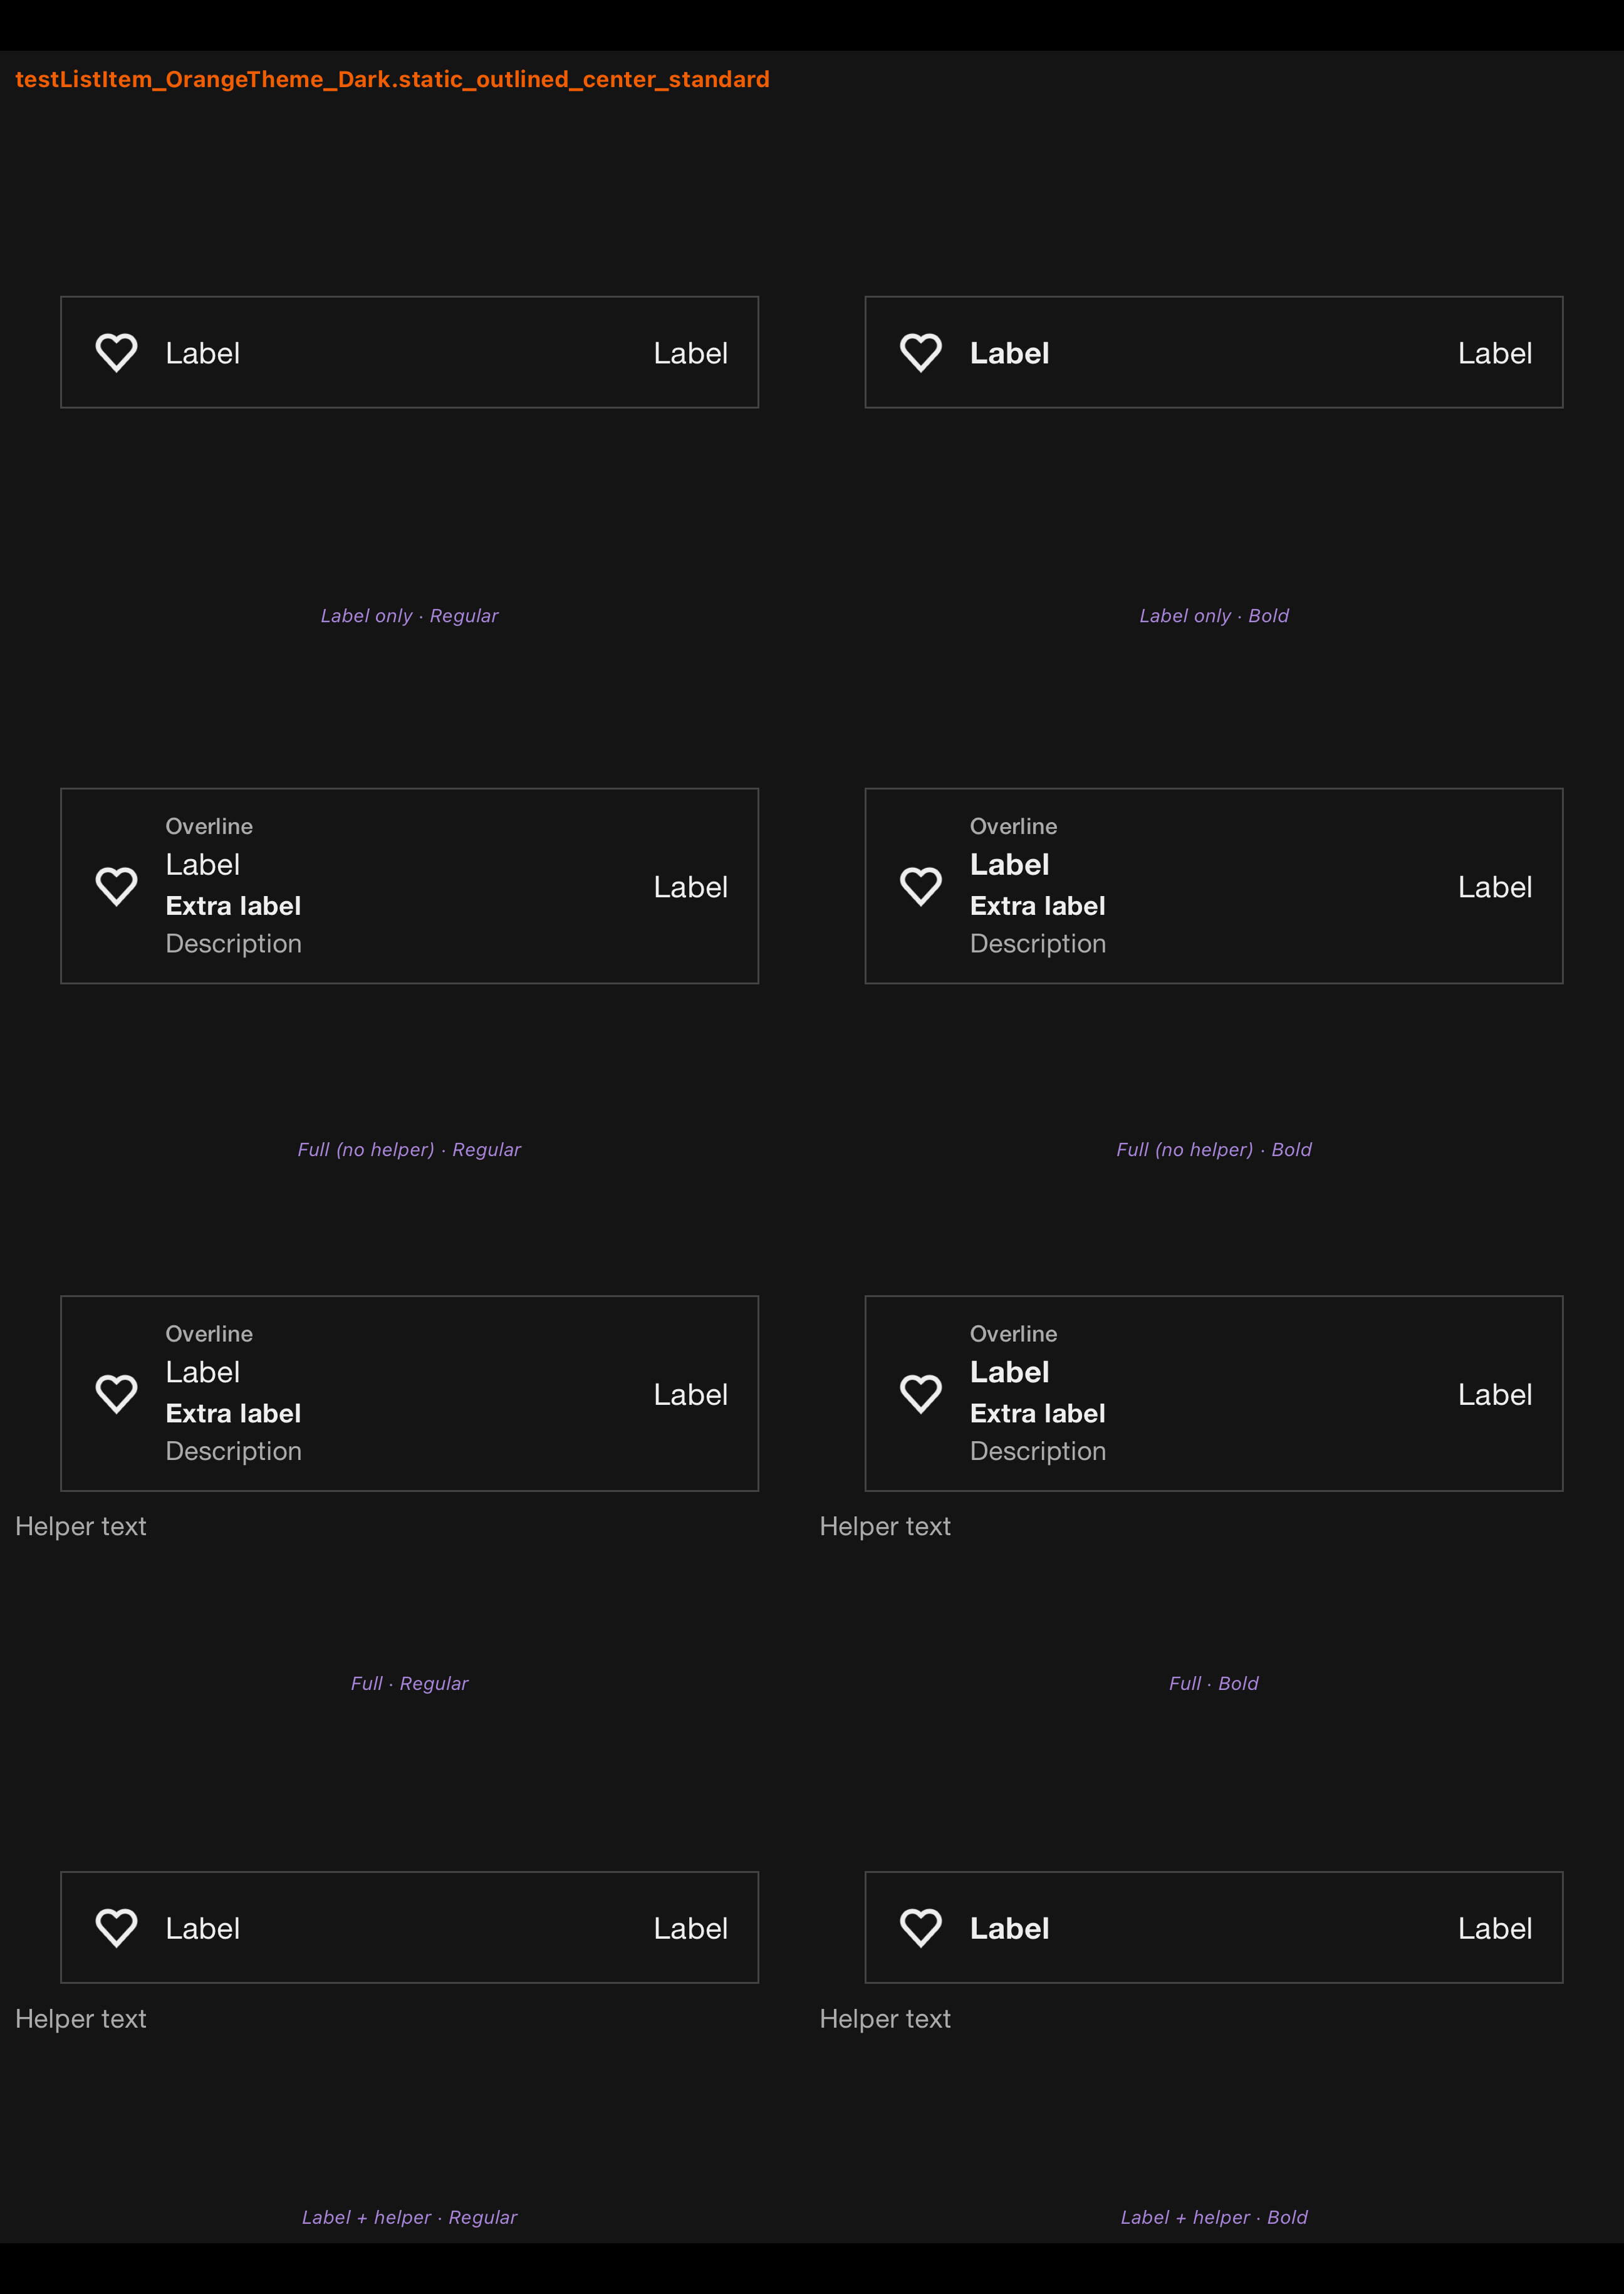 testListItem_OrangeTheme_Dark.static_outlined_center_standard
Label Label
Label Label
Label only · Regular
Label only · Bold
Overline
Label
Extra label
Description
Label
Overline
Label
Extra label
Description
Label
Full (no helper) · Regular
Full (no helper) · Bold
Overline
Label
Extra label
Description
Label
Helper text
Overline
Label
Extra label
Description
Label
Helper text
Full · Regular
Full · Bold
Label Label
Helper text
Label Label
Helper text
Label + helper · Regular
Label + helper · Bold